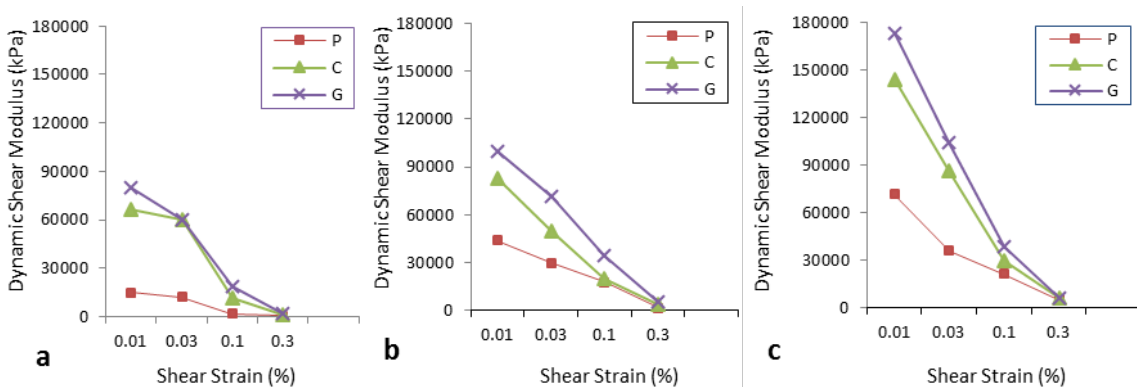 180000
150000
120000
90000
60000
30000
0
Dynamic Shear Modulus (kPa)
P
C
G
0.01 0.03 0.1 0.3
Shear Strain (%)
a
180000
150000
120000
90000
60000
30000
0
Dynamic Shear Modulus (kPa)
P
C
G
0.01 0.03 0.1 0.3
Shear Strain (%)
b
c
180000
150000
120000
90000
60000
30000
0
Dynamic Shear Modulus (kPa)
P
C
G
0.01 0.03 0.1 0.3
Shear Strain (%)
c